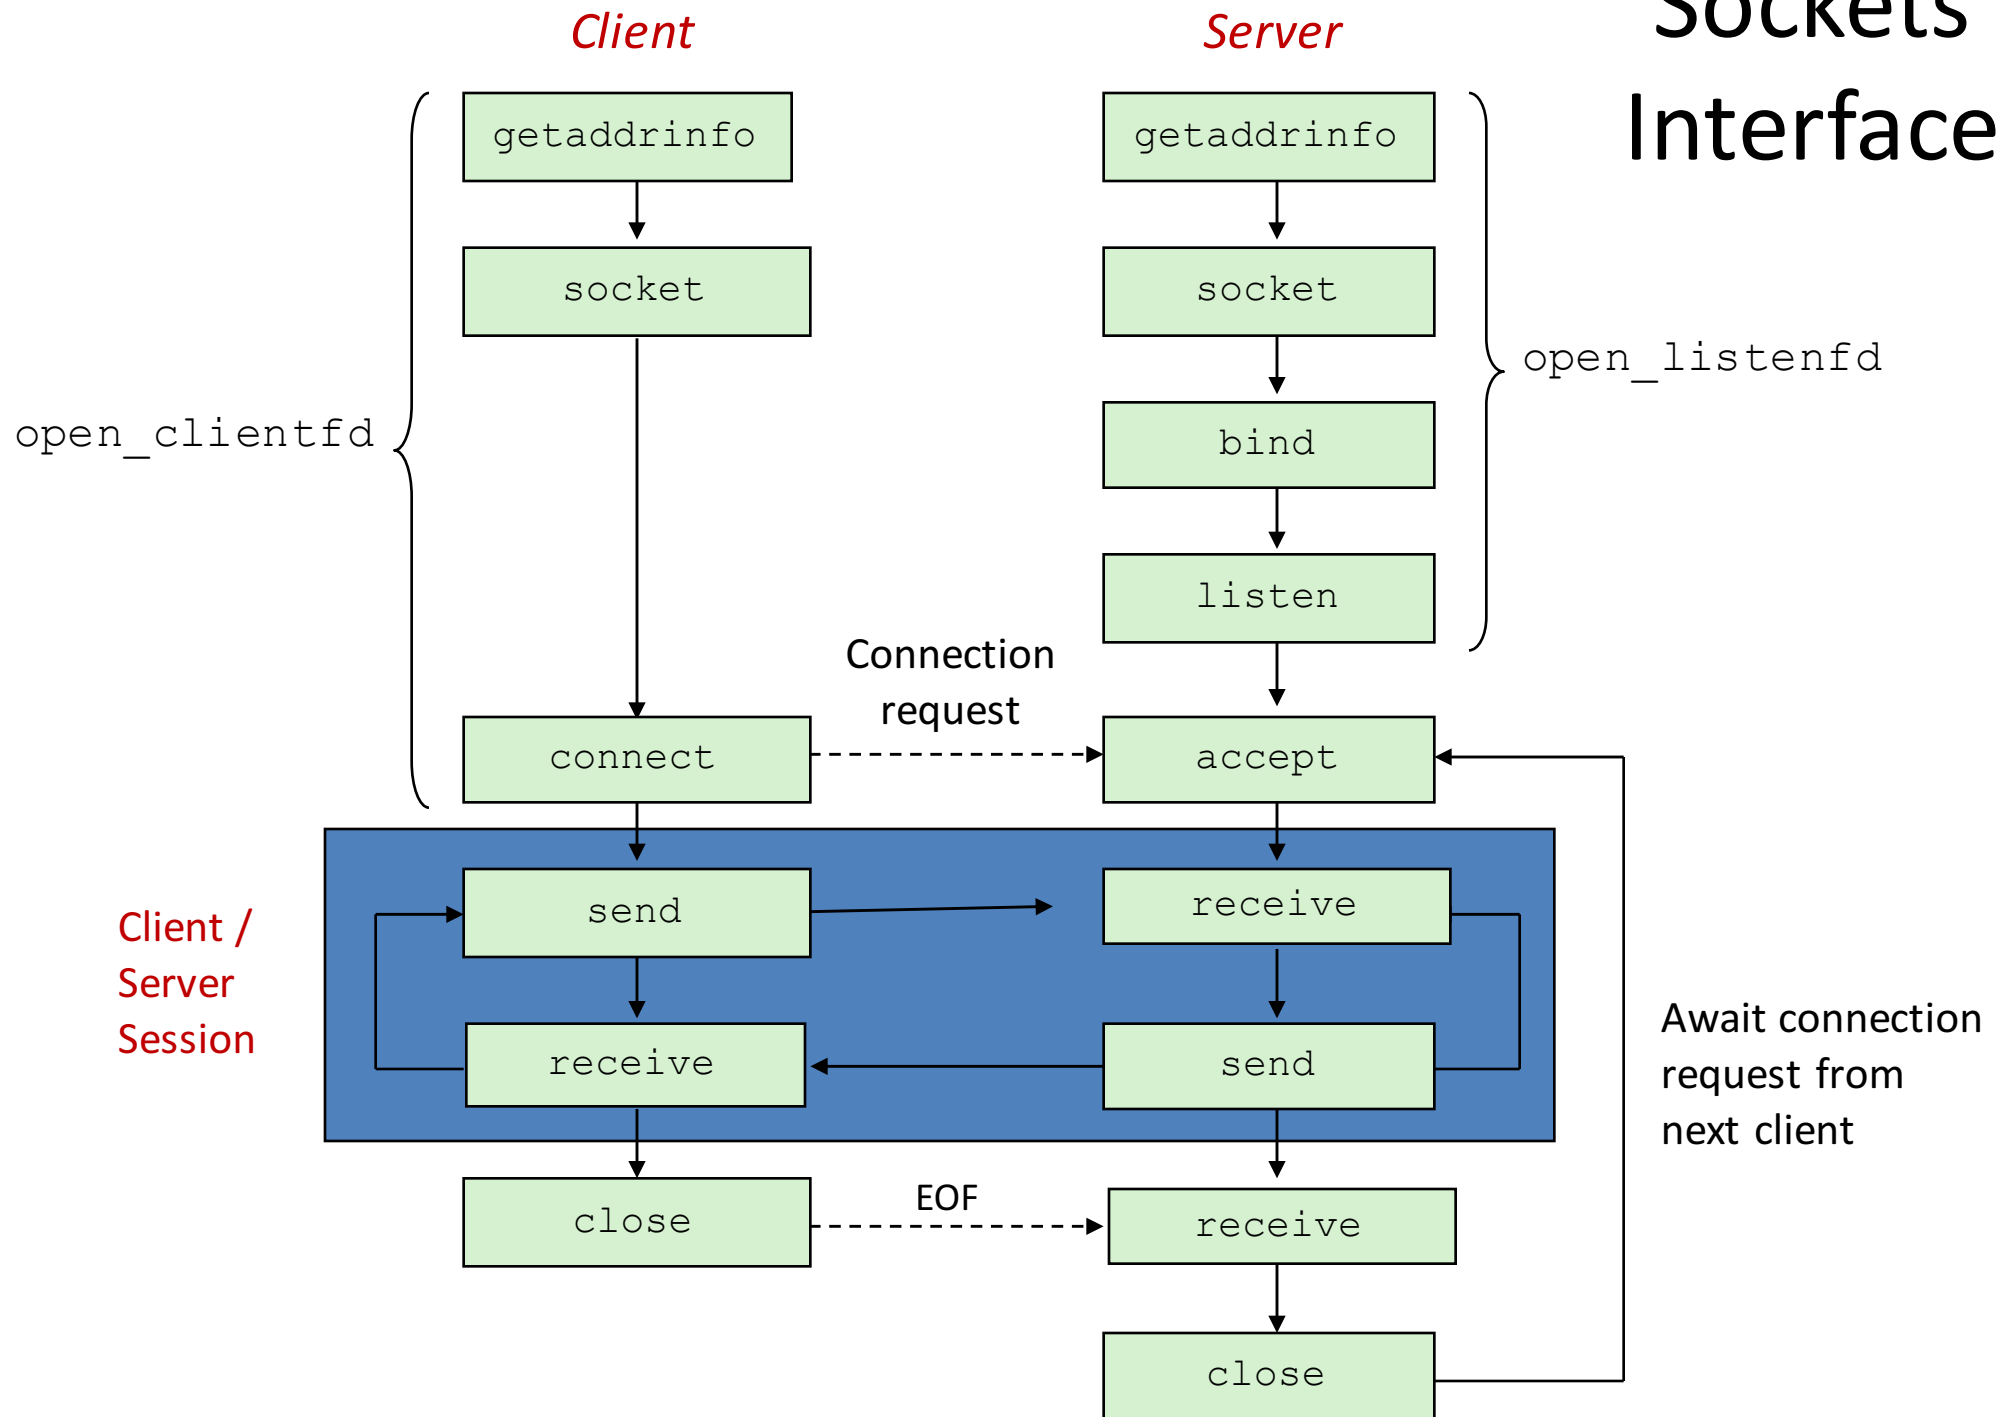 Sockets
Interface
Client
Server
getaddrinfo
getaddrinfo
socket
socket
open_listenfd
open_clientfd
bind
listen
Connection
request
connect
accept
Client /
Server
Session
send
receive
receive
send
Await connection
request from
next client
close
EOF
receive
close